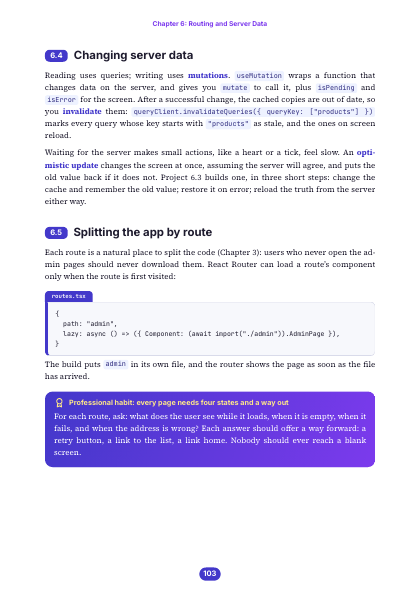 Chapter 6: Routing and Server Data
6.4 Changing server data
Reading uses queries; writing uses mutations. useMutation wraps a function that
changes data on the server, and gives you mutate to call it, plus isPending and
isError for the screen. After a successful change, the cached copies are out of date, so
you invalidate them: queryClient.invalidateQueries({ queryKey: ["products"] })
marks every query whose key starts with "products" as stale, and the ones on screen
reload.
Waiting for the server makes small actions, like a heart or a tick, feel slow. An opti-
mistic update changes the screen at once, assuming the server will agree, and puts the
old value back if it does not. Project 6.3 builds one, in three short steps: change the
cache and remember the old value; restore it on error; reload the truth from the server
either way.
6.5 Splitting the app by route
Each route is a natural place to split the code (Chapter 3): users who never open the ad-
min pages should never download them. React Router can load a route's component
only when the route is first visited:
routes.tsx
{
path: "admin",
lazy: async () => ({ Component: (await import("./admin")).AdminPage }),
}
The build puts admin in its own file, and the router shows the page as soon as the file
has arrived.
Professional habit: every page needs four states and a way out
For each route, ask: what does the user see while it loads, when it is empty, when it
fails, and when the address is wrong? Each answer should offer a way forward: a
retry button, a link to the list, a link home. Nobody should ever reach a blank
screen.
103